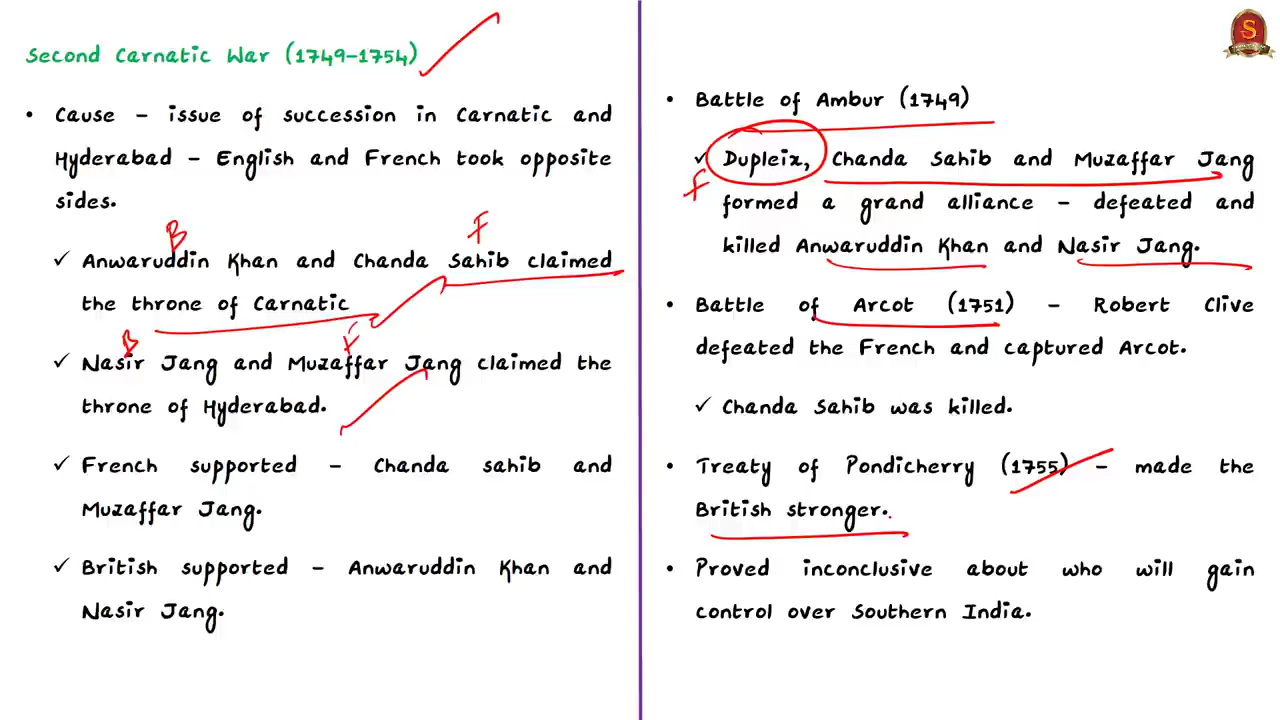 Second Carnatic War (1749-1754)
• Cause - issue of succession in Carnatic and
Hyderabad - English and French took opposite
sides.
B F
✓ Anwaruddin Khan and Chanda Sahib claimed
the throne of Carnatic
B F
✓ Nasir Jang and Muzaffar Jang claimed the
throne of Hyderabad.
✓ French supported - Chanda sahib and
Muzaffar Jang.
✓ British supported - Anwaruddin Khan and
Nasir Jang.
S
• Battle of Ambur (1749)
✓ Dupleix, Chanda Sahib and Muzaffar Jang
F
formed a grand alliance - defeated and
killed Anwaruddin Khan and Nasir Jang.
• Battle of Arcot (1751) - Robert Clive
defeated the French and captured Arcot.
✓ Chanda Sahib was killed.
• Treaty of Pondicherry (1755) - made the
British stronger.
• Proved inconclusive about who will gain
control over Southern India.